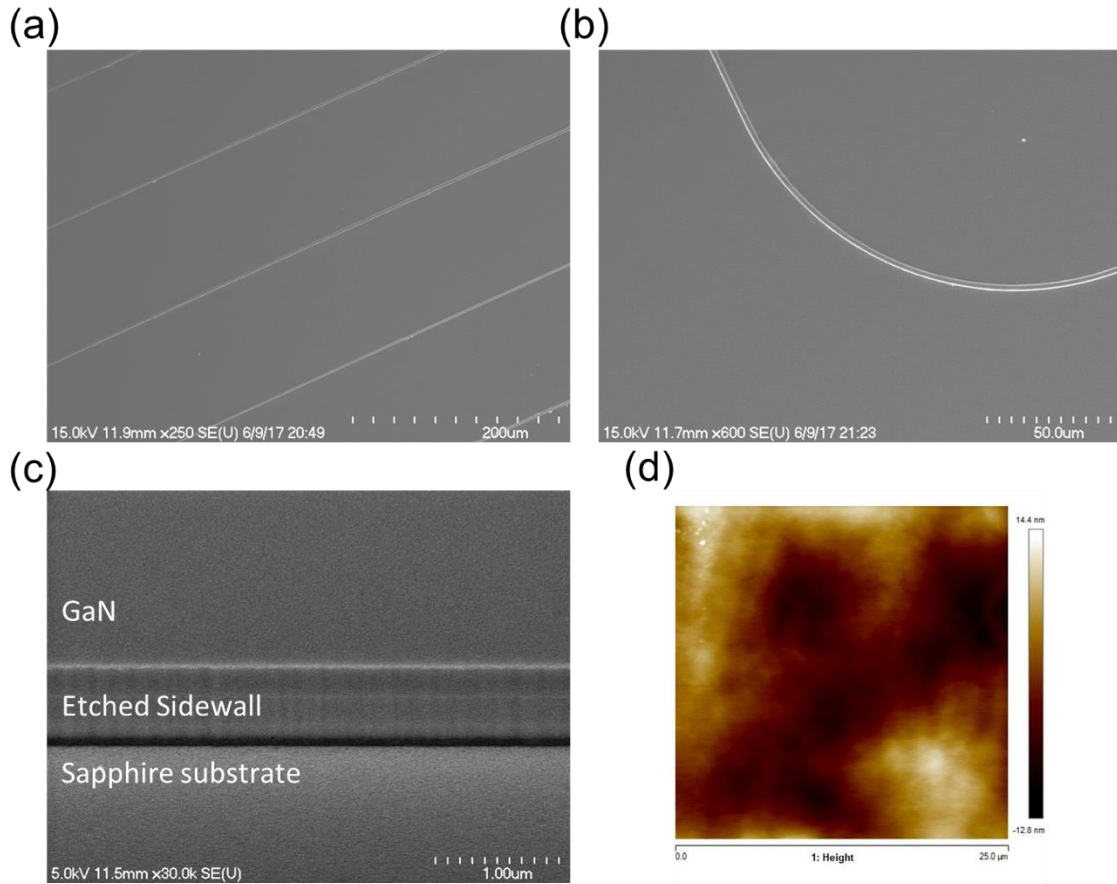 (a)
(b)
15.0kV 11.9mm x250 SE(U) 6/9/17 20:49
200um
15.0kV 11.7mm x600 SE(U) 6/9/17 21:23
50.0um
(c)
(d)
GaN
Etched Sidewall
Sapphire substrate
5.0kV 11.5mm x30.0k SE(U)
1.00um
14.4 nm
-12.8 nm
0.0
1: Height
25.0 µm